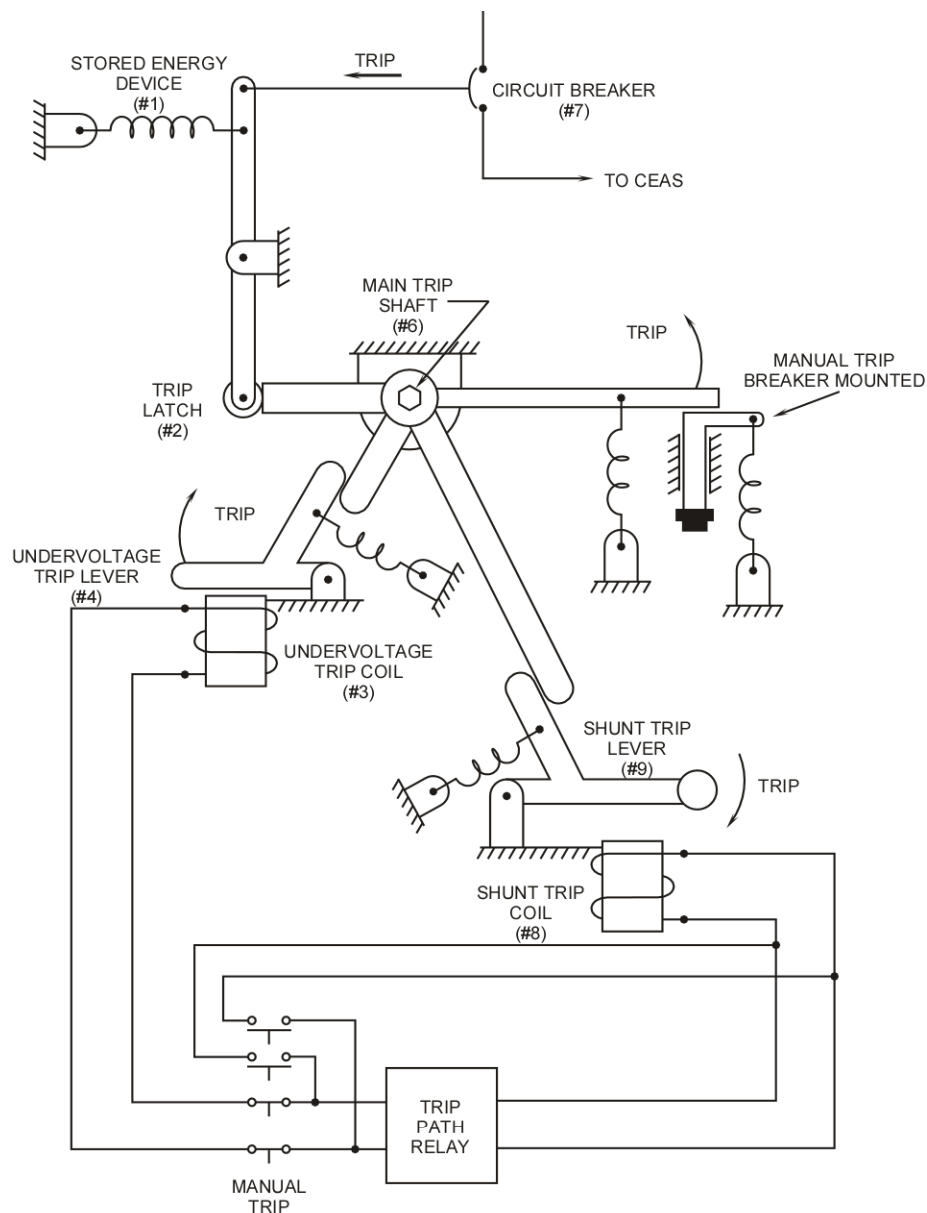 TRIP
STORED ENERGY
DEVICE
(#1)
CIRCUIT BREAKER
(#7)
TO CEAS
MAIN TRIP
SHAFT
(#6)
TRIP
MANUAL TRIP
BREAKER MOUNTED
TRIP
LATCH
(#2)
TRIP
UNDERVOLTAGE
TRIP LEVER
(#4)
UNDERVOLTAGE
TRIP COIL
(#3)
SHUNT TRIP
LEVER
(#9)
TRIP
SHUNT TRIP
COIL
(#8)
TRIP
PATH
RELAY
MANUAL
TRIP